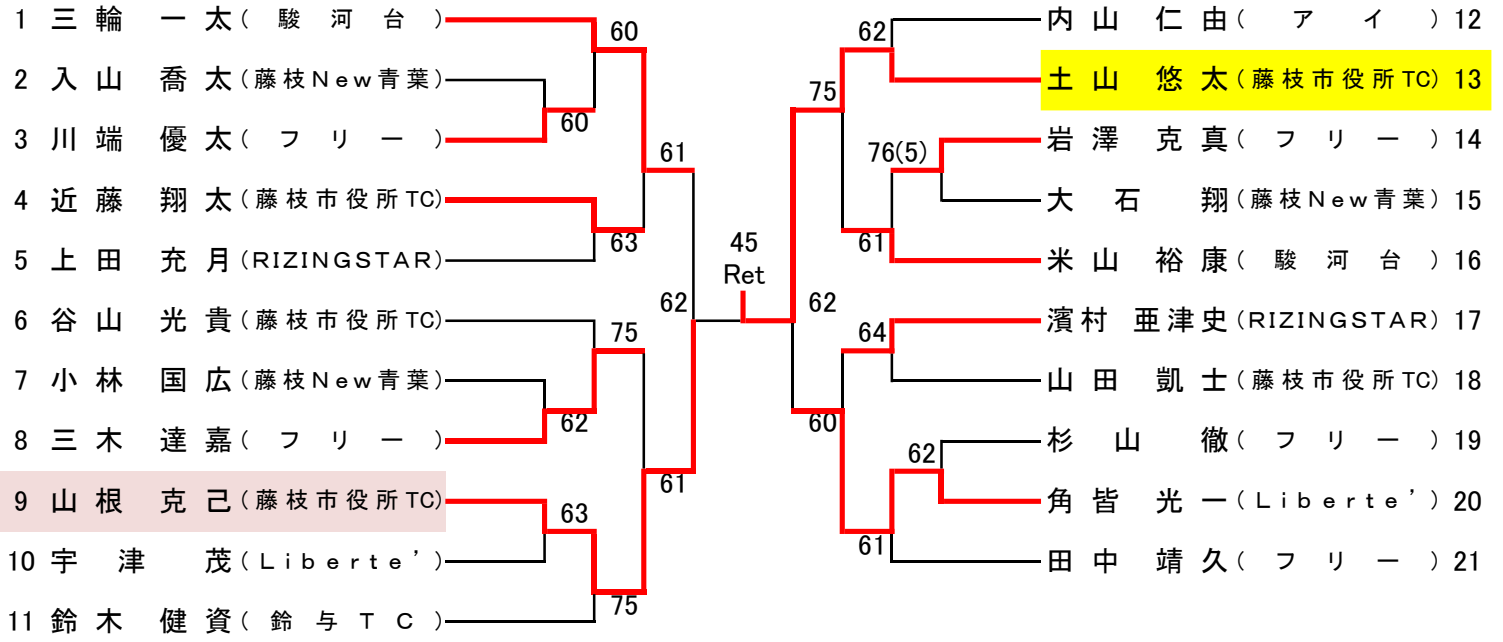 1 三輪 一太(駿河台)
60
2 入山 喬太(藤枝New青葉)
60
3 川端 優太(フリー)
61
4 近藤 翔太(藤枝市役所TC)
63
5 上田 充月(RIZINGSTAR)
62
6 谷山 光貴(藤枝市役所TC)
75
7 小林 国広(藤枝New青葉)
62
8 三木 達嘉(フリー)
61
9 山根 克己(藤枝市役所TC)
63
10 宇津 茂(Liberte’)
75
11 鈴木 健資(鈴与TC)
45
Ret
62
内山 仁由(アイ) 12
75
土山 悠太(藤枝市役所TC) 13
76(5)
岩澤 克真(フリー) 14
大石 翔(藤枝New青葉) 15
61
米山 裕康(駿河台) 16
62
64
濱村 亜津史(RIZINGSTAR) 17
山田 凱士(藤枝市役所TC) 18
60
62
杉山 徹(フリー) 19
角皆 光一(Liberte’) 20
61
田中 靖久(フリー) 21